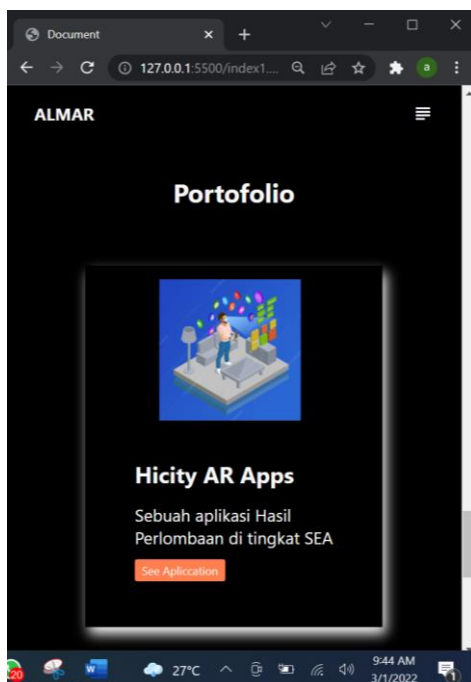 Document
127.0.0.1:5500/index1....
a
ALMAR
Portofolio
Hicity AR Apps
Sebuah aplikasi Hasil
Perlombaan di tingkat SEA
See Apliccation
20
27°C
9:44 AM
3/1/2022
1